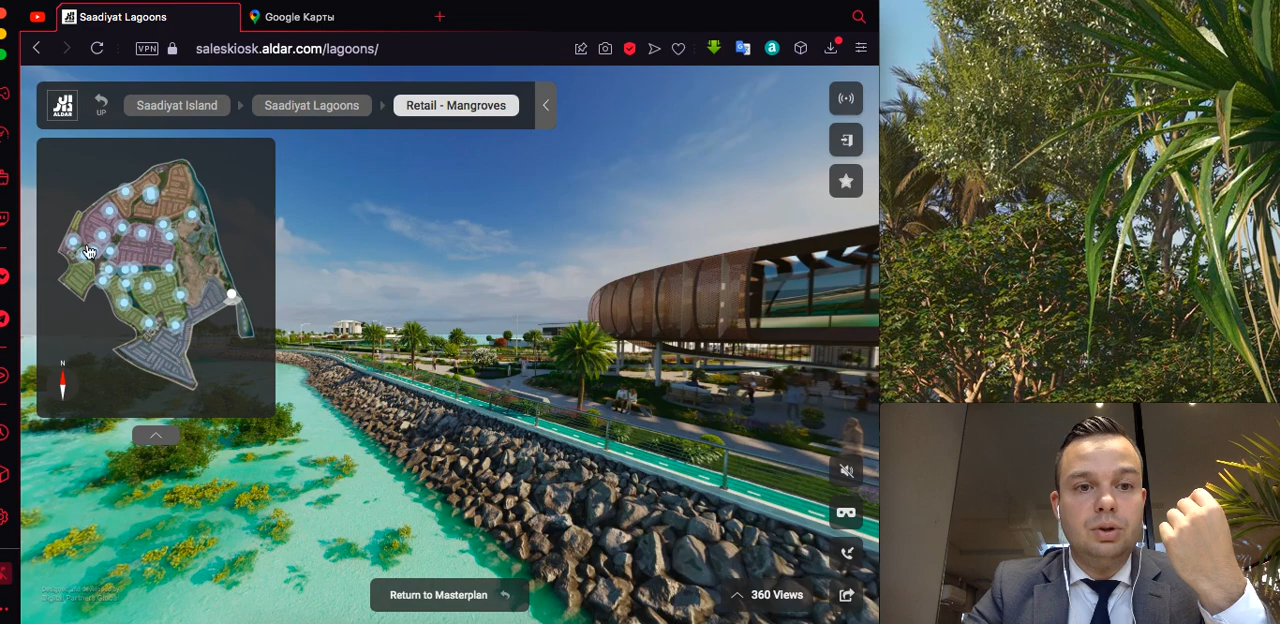 Saadiyat Lagoons
Google Карты
VPN
saleskiosk.aldar.com/lagoons/
ALDAR
UP
Saadiyat Island
Saadiyat Lagoons
Retail - Mangroves
N
Return to Masterplan
360 Views